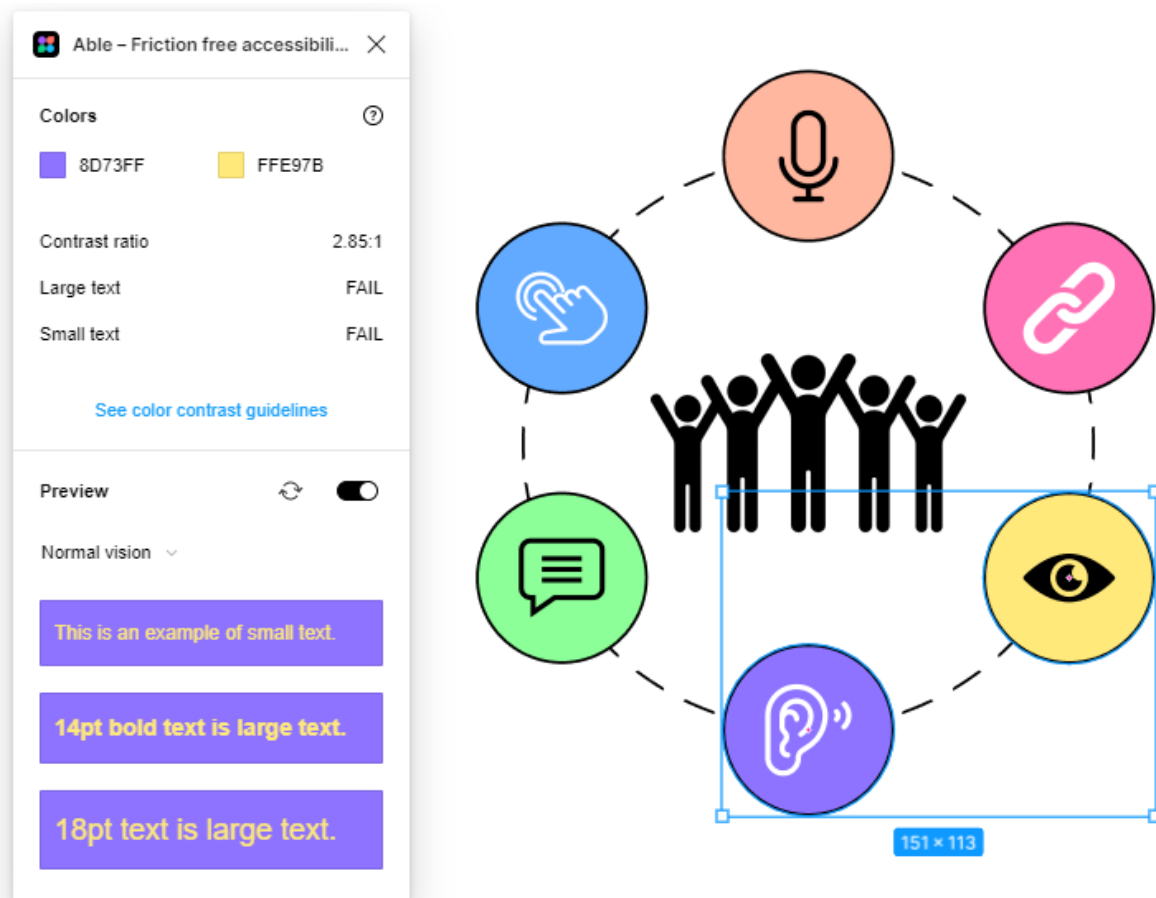 Able – Friction free accessibili...
Colors
8D73FF FFE97B
Contrast ratio 2.85:1
Large text FAIL
Small text FAIL
See color contrast guidelines
Preview
Normal vision
This is an example of small text.
14pt bold text is large text.
18pt text is large text.
151 × 113